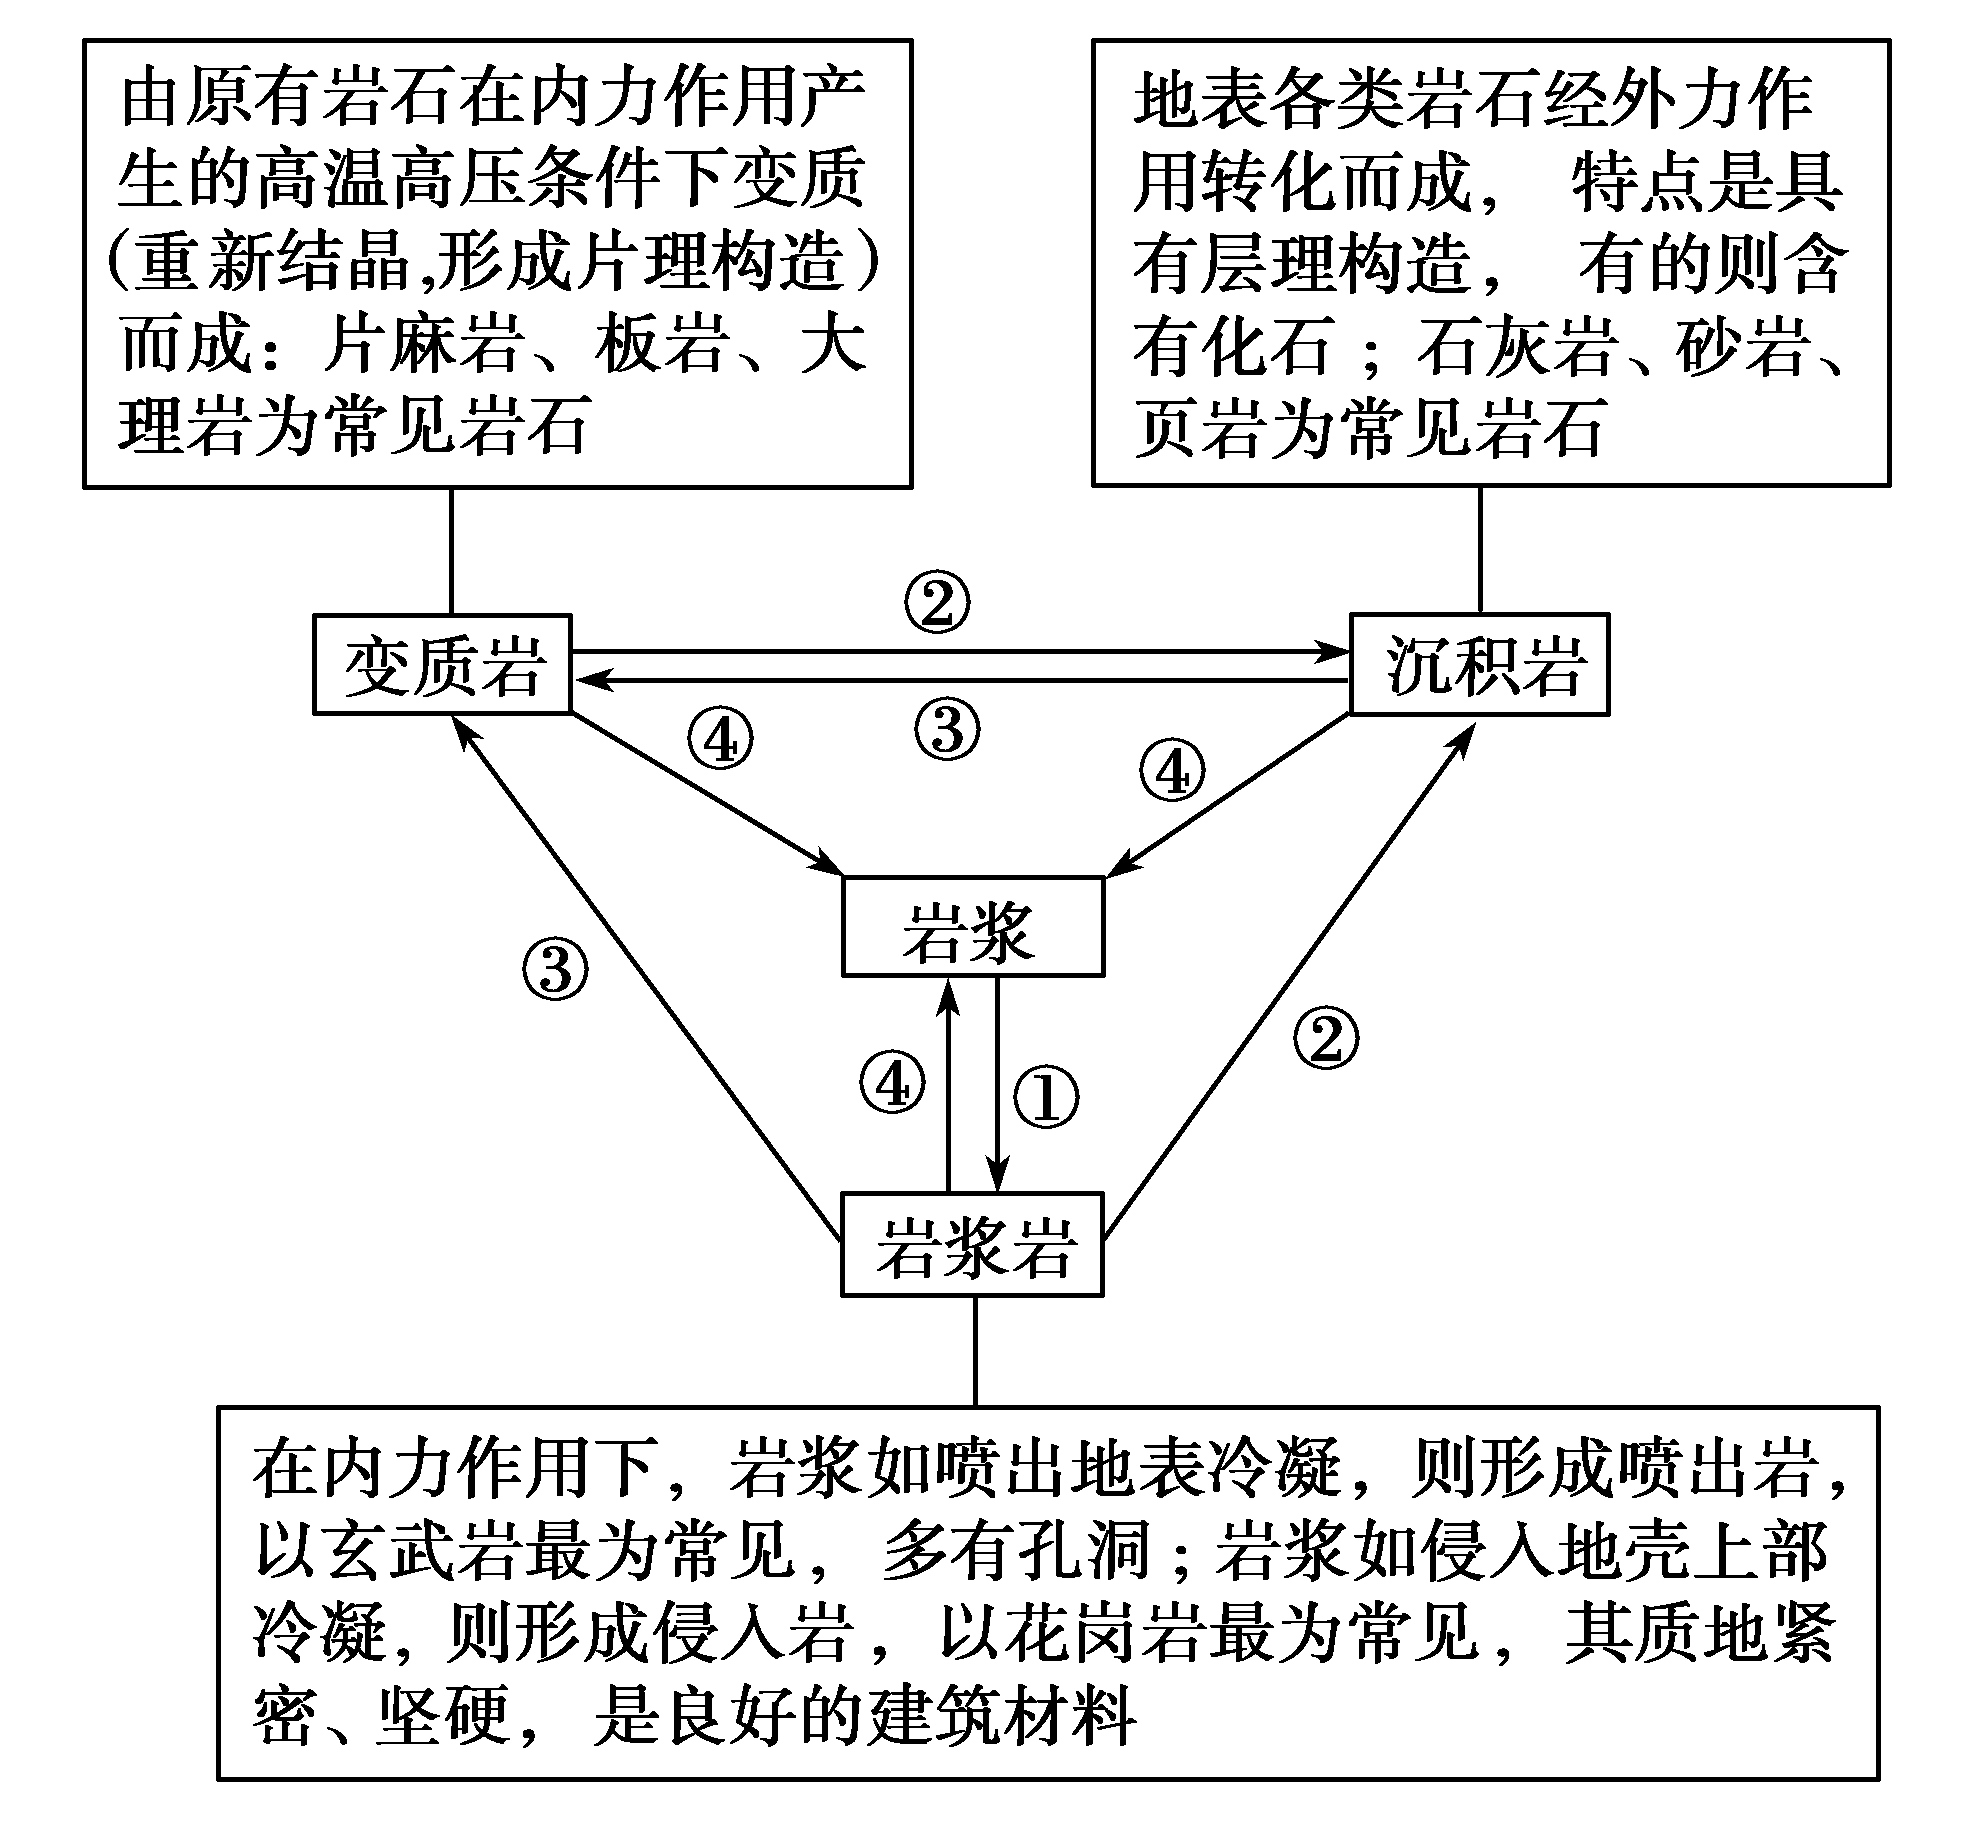 由原有岩石在内力作用产
生的高温高压条件下变质
(重新结晶,形成片理构造)
而成：片麻岩、板岩、大
理岩为常见岩石
地表各类岩石经外力作
用转化而成，特点是具
有层理构造，有的则含
有化石；石灰岩、砂岩、
页岩为常见岩石
②
变质岩
沉积岩
③
④
④
岩浆
③
②
④
①
岩浆岩
在内力作用下，岩浆如喷出地表冷凝，则形成喷出岩，
以玄武岩最为常见，多有孔洞；岩浆如侵入地壳上部
冷凝，则形成侵入岩，以花岗岩最为常见，其质地紧
密、坚硬，是良好的建筑材料